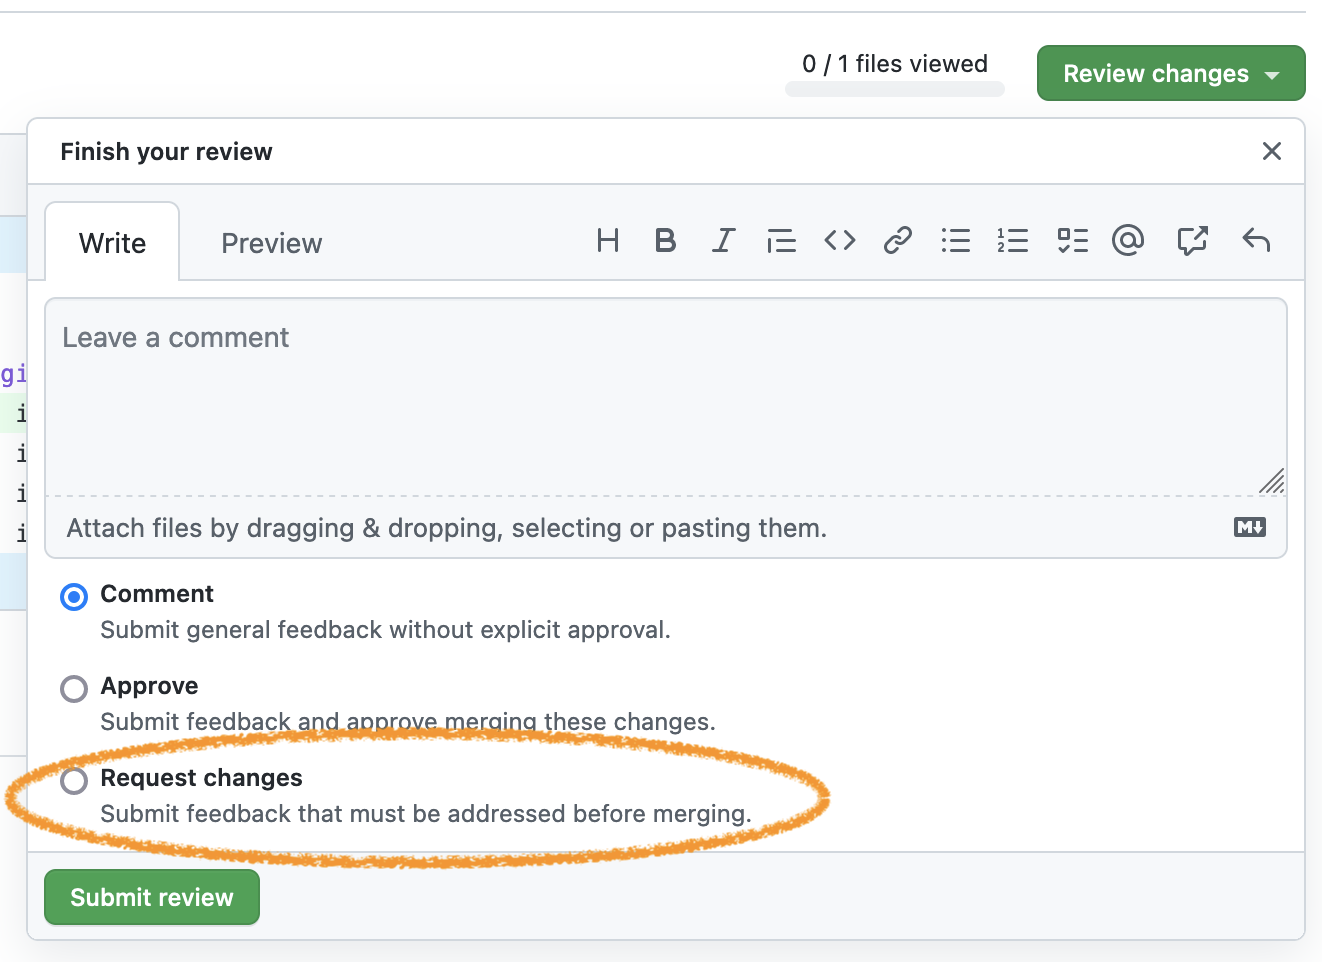 0 / 1 files viewed
Review changes
Finish your review
Write
Preview
Leave a comment
gi
i
i
i
i
Attach files by dragging & dropping, selecting or pasting them.
Comment
Submit general feedback without explicit approval.
Approve
Submit feedback and approve merging these changes.
Request changes
Submit feedback that must be addressed before merging.
Submit review